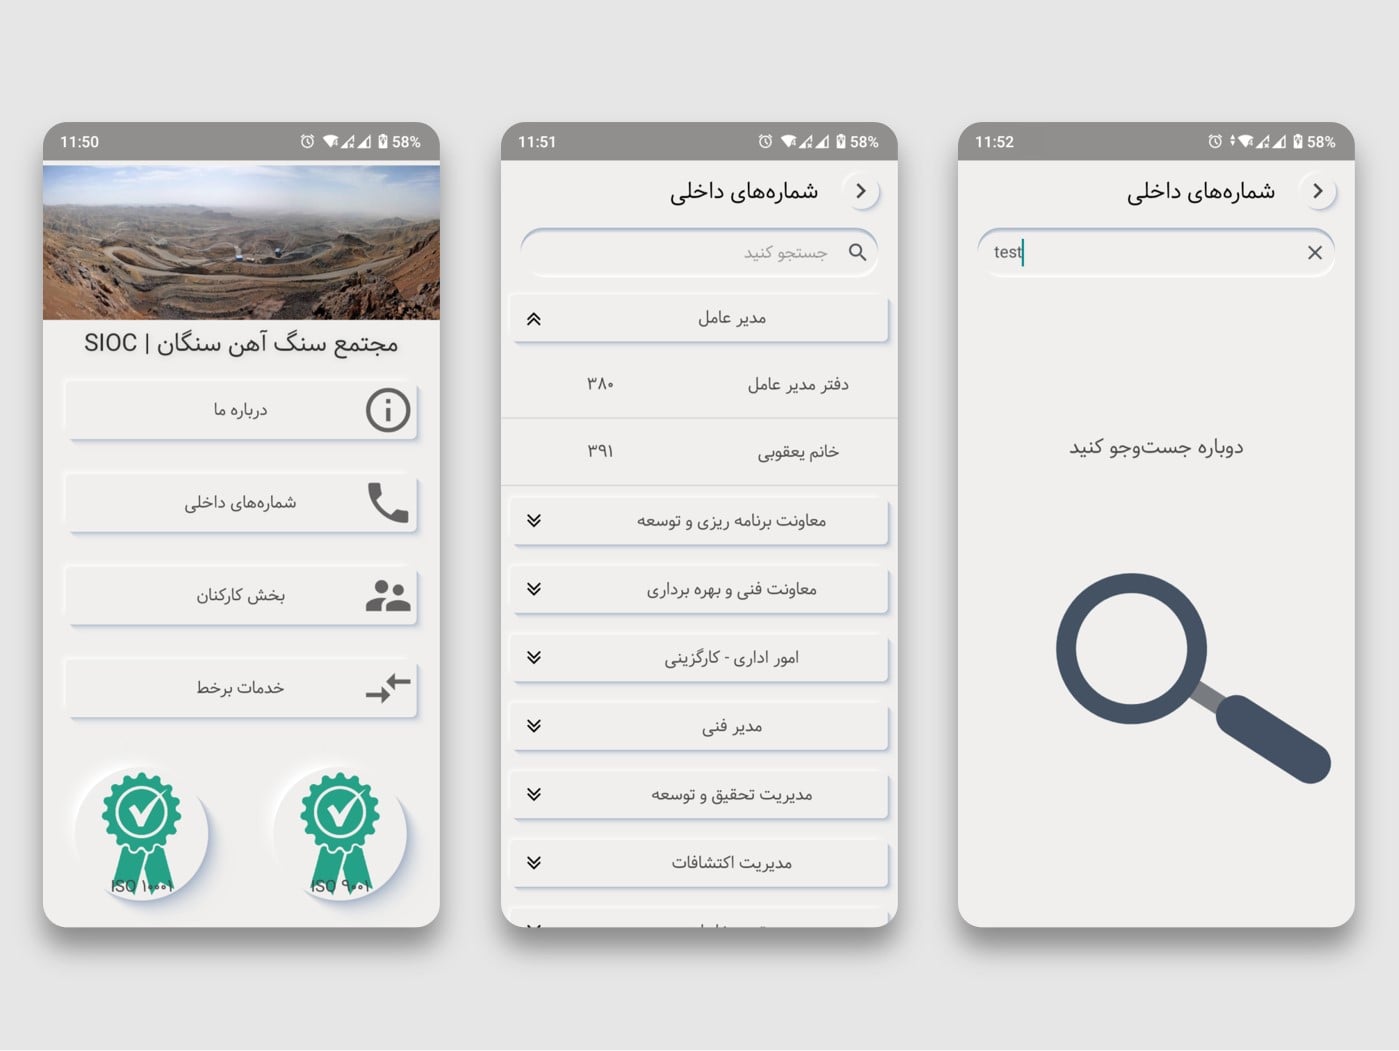 11:50
58%
مجتمع سنگ آهن سنگان | SIOC
درباره ما
شماره‌های داخلی
بخش کارکنان
خدمات برخط
ISO ۱۰۰۰۱
ISO ۹۰۰۱
11:51
58%
شماره‌های داخلی
جستجو کنید
مدیر عامل
دفتر مدیر عامل ۳۸۰
خانم یعقوبی ۳۹۱
معاونت برنامه ریزی و توسعه
معاونت فنی و بهره برداری
امور اداری - کارگزینی
مدیر فنی
مدیریت تحقیق و توسعه
مدیریت اکتشافات
11:52
58%
شماره‌های داخلی
test
دوباره جست‌وجو کنید